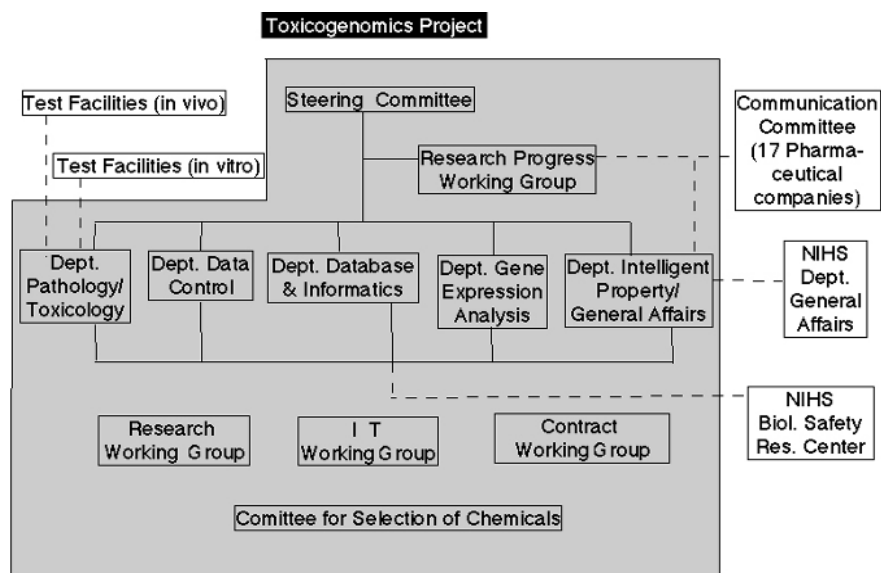 Toxicogenomics Project
Test Facilities (in vivo)
Test Facilities (in vitro)
Steering Committee
Research Progress
Working Group
Communication
Committee
(17 Pharma-
ceutical
companies)
Dept.
Pathology/
Toxicology
Dept. Data
Control
Dept. Database
& Informatics
Dept. Gene
Expression
Analysis
Dept. Intelligent
Property/
General Affairs
NIHS
Dept.
General
Affairs
Research
Working Group
I T
Working Group
Contract
Working Group
NIHS
Biol. Safety
Res. Center
Comittee for Selection of Chemicals